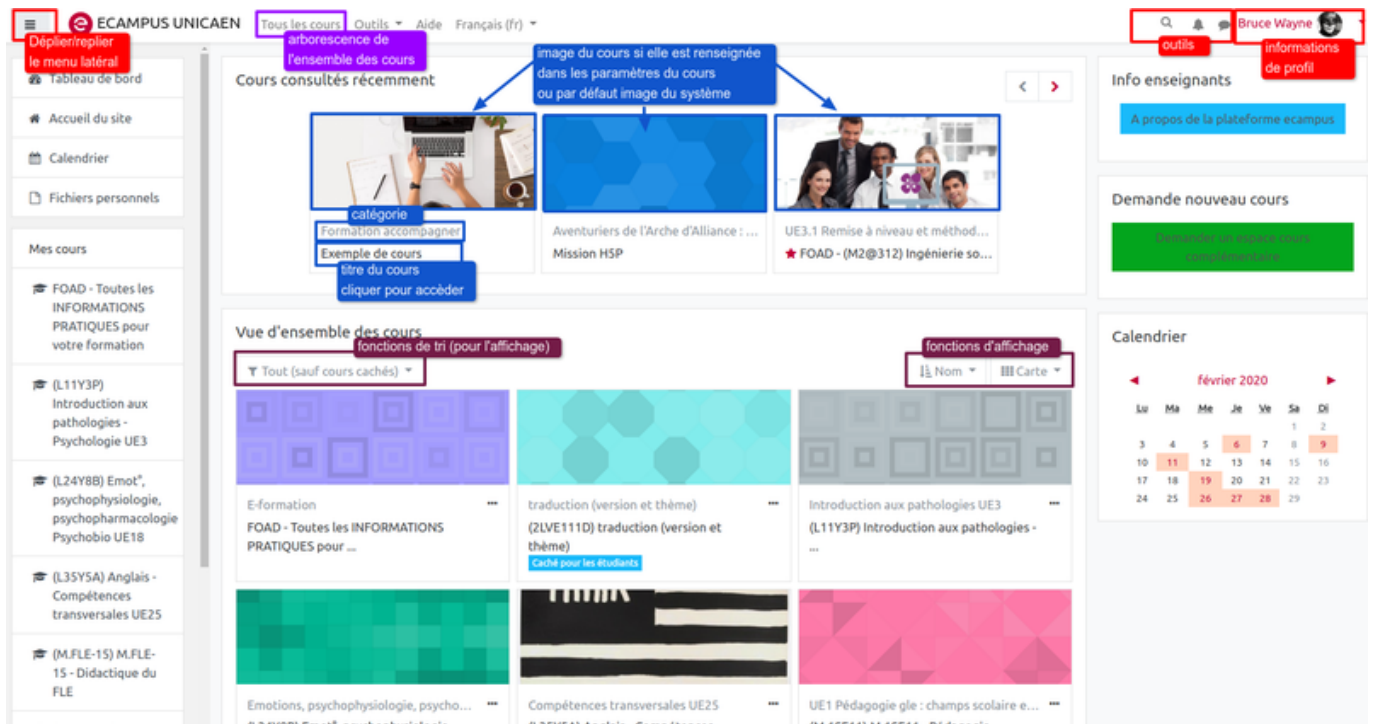 ECAMPUS UNICAEN
Tous les cours
Outils
Aide
Français (fr)
Bruce Wayne
Déplier/replier
le menu latéral
arborescence de
l'ensemble des cours
outils
informations
de profil
Tableau de bord
Accueil du site
Calendrier
Fichiers personnels
Mes cours
FOAD - Toutes les
INFORMATIONS
PRATIQUES pour
votre formation
(L11Y3P)
Introduction aux
pathologies -
Psychologie UE3
(L24Y8B) Emot°,
psychophysiologie,
psychopharmacologie
Psychobio UE18
(L35Y5A) Anglais -
Compétences
transversales UE25
(M.FLE-15) M.FLE-
15 - Didactique du
FLE
Cours consultés récemment
image du cours si elle est renseignée
dans les paramètres du cours
ou par défaut image du système
catégorie
Formation accompagner
Exemple de cours
titre du cours
cliquer pour accèder
Aventuriers de l'Arche d'Alliance : ...
Mission H5P
UE3.1 Remise à niveau et méthod...
FOAD - (M2@312) Ingénierie so...
Vue d'ensemble des cours
fonctions de tri (pour l'affichage)
Tout (sauf cours cachés)
fonctions d'affichage
Nom
Carte
E-formation ...
FOAD - Toutes les INFORMATIONS
PRATIQUES pour ...
traduction (version et thème) ...
(2LVE111D) traduction (version et
thème)
Caché pour les étudiants
Introduction aux pathologies UE3 ...
(L11Y3P) Introduction aux pathologies -
...
Emotions, psychophysiologie, psycho... ...
Compétences transversales UE25 ...
UE1 Pédagogie gle : champs scolaire e... ...
Info enseignants
A propos de la plateforme ecampus
Demande nouveau cours
Demander un espace cours
complémentaire
Calendrier
février 2020
Lu Ma Me Je Ve Sa Di
1 2
3 4 5 6 7 8 9
10 11 12 13 14 15 16
17 18 19 20 21 22 23
24 25 26 27 28 29